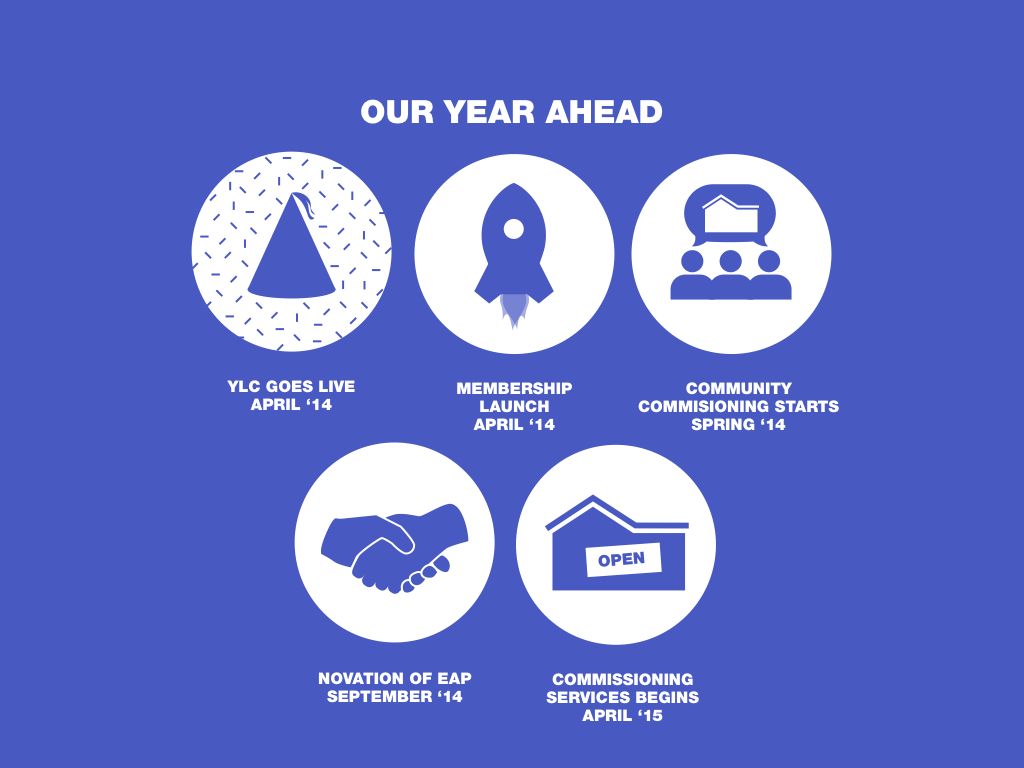 OUR YEAR AHEAD
YLC GOES LIVE
APRIL ‘14
MEMBERSHIP
LAUNCH
APRIL ‘14
COMMUNITY
COMMISIONING STARTS
SPRING ‘14
NOVATION OF EAP
SEPTEMBER ‘14
OPEN
COMMISSIONING
SERVICES BEGINS
APRIL ‘15